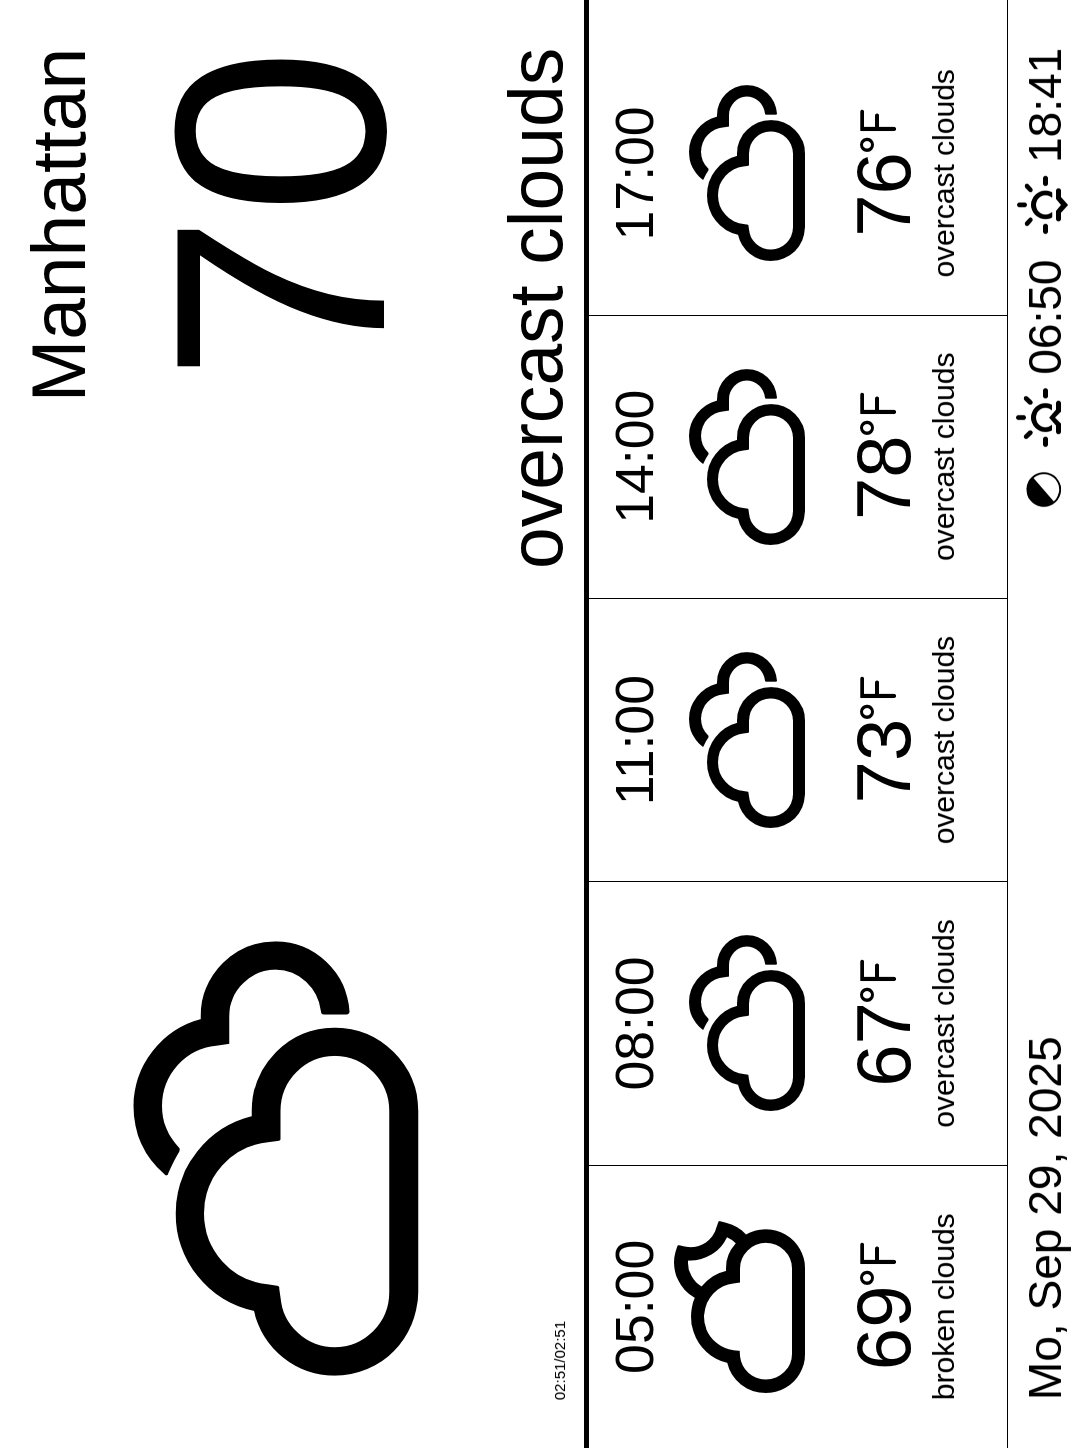 Manhattan
70
overcast clouds
02:51/02:51
05:00 08:00 11:00 14:00 17:00
69°F 67°F 73°F 78°F 76°F
broken clouds overcast clouds overcast clouds overcast clouds overcast clouds
Mo, Sep 29, 2025 06:50 18:41